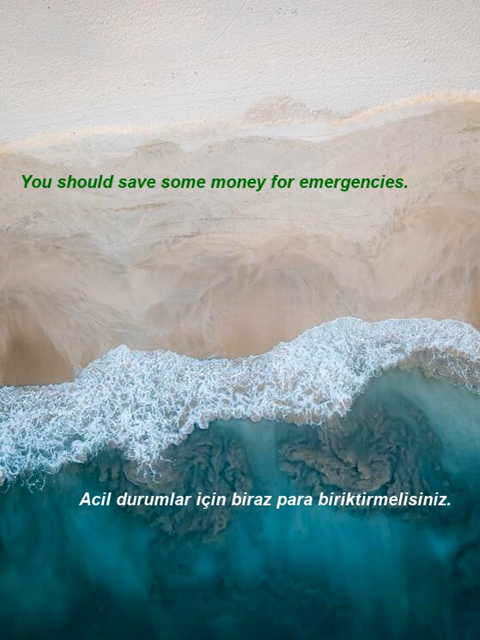 You should save some money for emergencies.
Acil durumlar için biraz para biriktirmelisiniz.